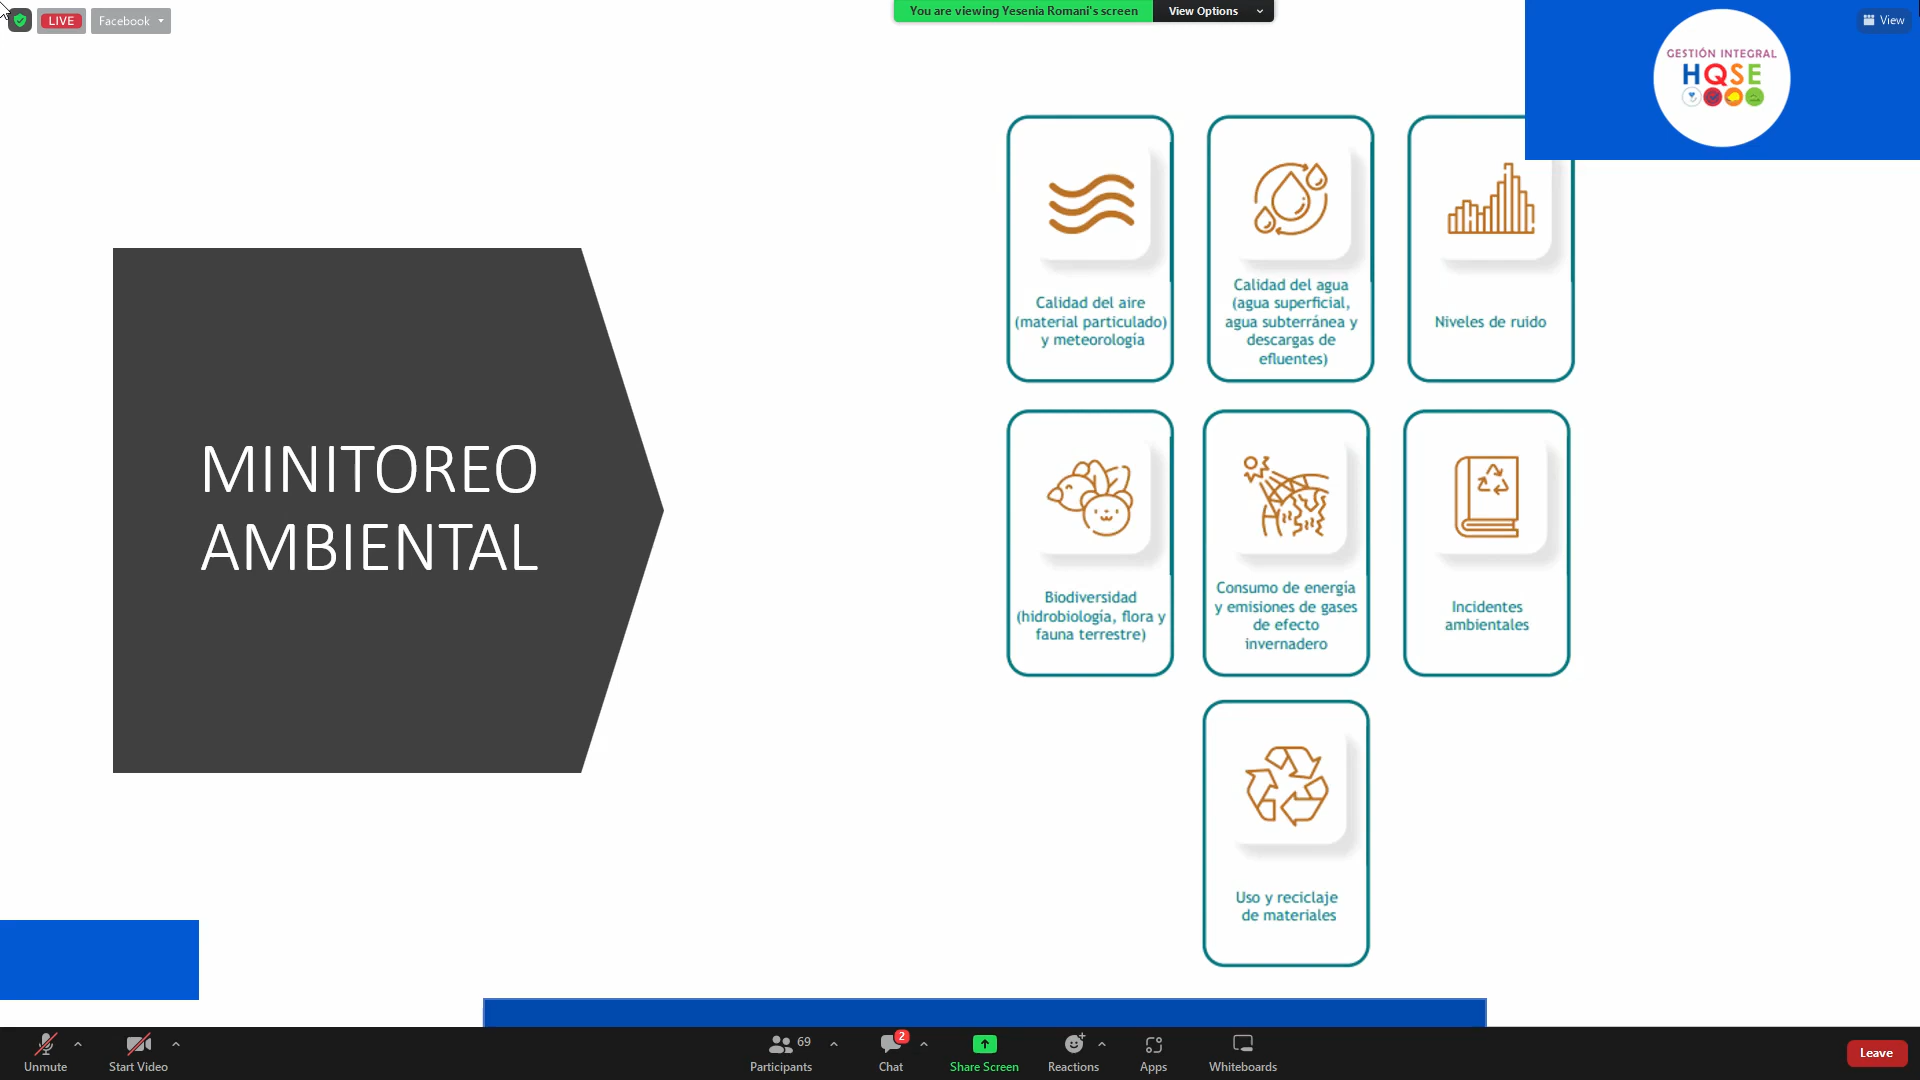 LIVE
Facebook
You are viewing Yesenia Romani's screen
View Options
View
GESTIÓN INTEGRAL
HQSE
MINITOREO
AMBIENTAL
Calidad del aire
(material particulado)
y meteorología
Calidad del agua
(agua superficial,
agua subterránea y
descargas de
efluentes)
Niveles de ruido
Biodiversidad
(hidrobiología, flora y
fauna terrestre)
Consumo de energía
y emisiones de gases
de efecto
invernadero
Incidentes
ambientales
Uso y reciclaje
de materiales
Unmute
Start Video
69
Participants
2
Chat
Share Screen
Reactions
Apps
Whiteboards
Leave